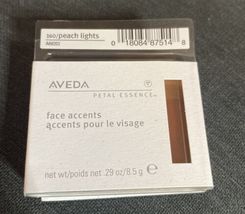 360/peach lights
0 18084 87514 8
AVEDA
PETAL ESSENCE™
face accents
accents pour le visage
net wt/poids net .29 oz/8.5 g e